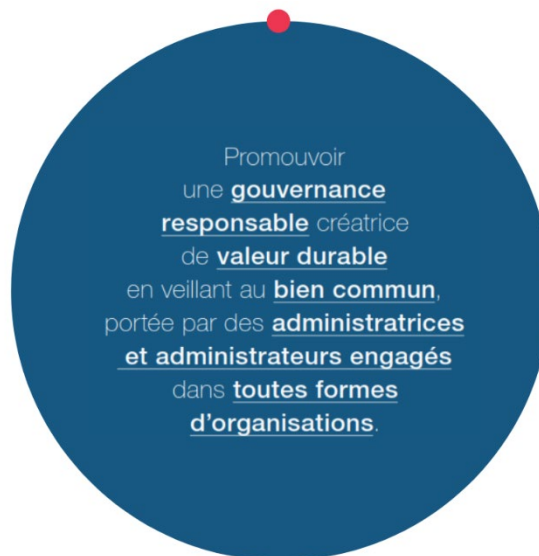 Promouvoir
une gouvernance
responsable créatrice
de valeur durable
en veillant au bien commun,
portée par des administratrices
et administrateurs engagés
dans toutes formes
d'organisations.